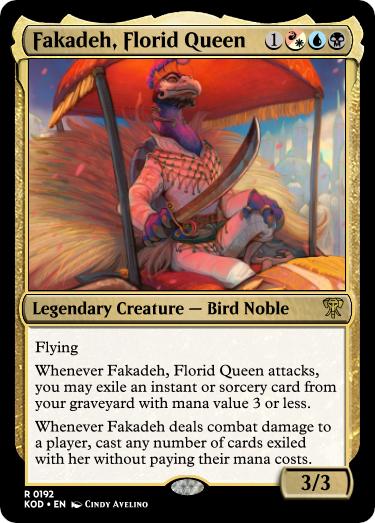 Fakadeh, Florid Queen 1
Legendary Creature — Bird Noble
Flying
Whenever Fakadeh, Florid Queen attacks,
you may exile an instant or sorcery card from
your graveyard with mana value 3 or less.
Whenever Fakadeh deals combat damage to
a player, cast any number of cards exiled
with her without paying their mana costs.
3/3
R 0192
KOD • EN Cindy Avelino